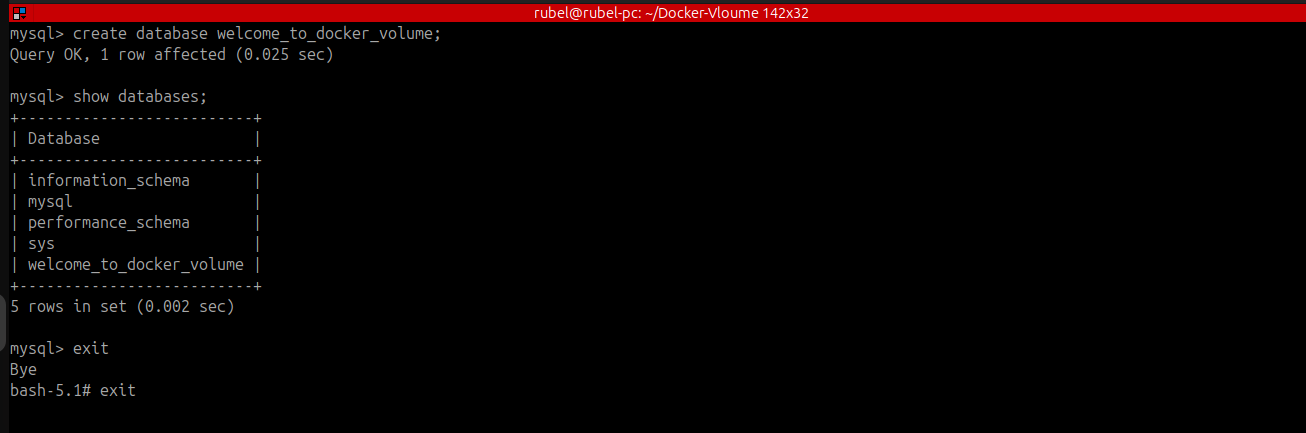 rubel@rubel-pc: ~/Docker-Vloume 142x32
mysql> create database welcome_to_docker_volume;
Query OK, 1 row affected (0.025 sec)
mysql> show databases;
+--------------------------+
| Database                 |
+--------------------------+
| information_schema       |
| mysql                    |
| performance_schema       |
| sys                      |
| welcome_to_docker_volume |
+--------------------------+
5 rows in set (0.002 sec)
mysql> exit
Bye
bash-5.1# exit